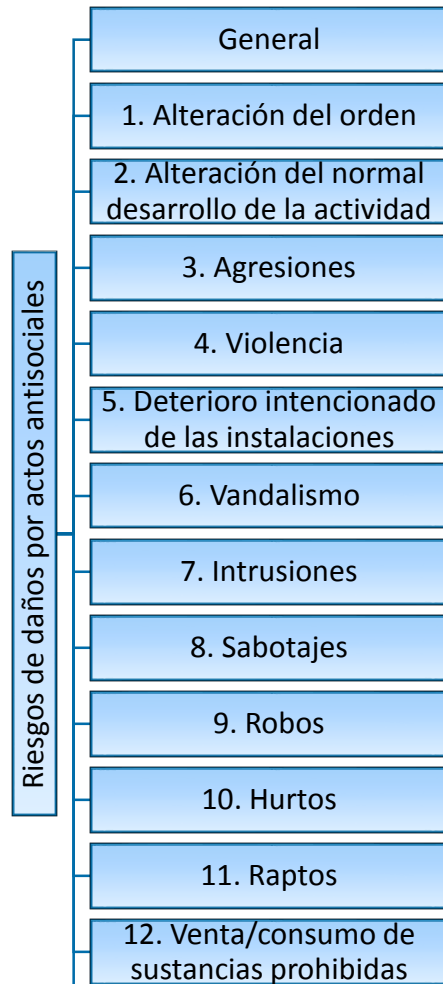 Riesgos de daños por actos antisociales
General
1. Alteración del orden
2. Alteración del normal
desarrollo de la actividad
3. Agresiones
4. Violencia
5. Deterioro intencionado
de las instalaciones
6. Vandalismo
7. Intrusiones
8. Sabotajes
9. Robos
10. Hurtos
11. Raptos
12. Venta/consumo de
sustancias prohibidas